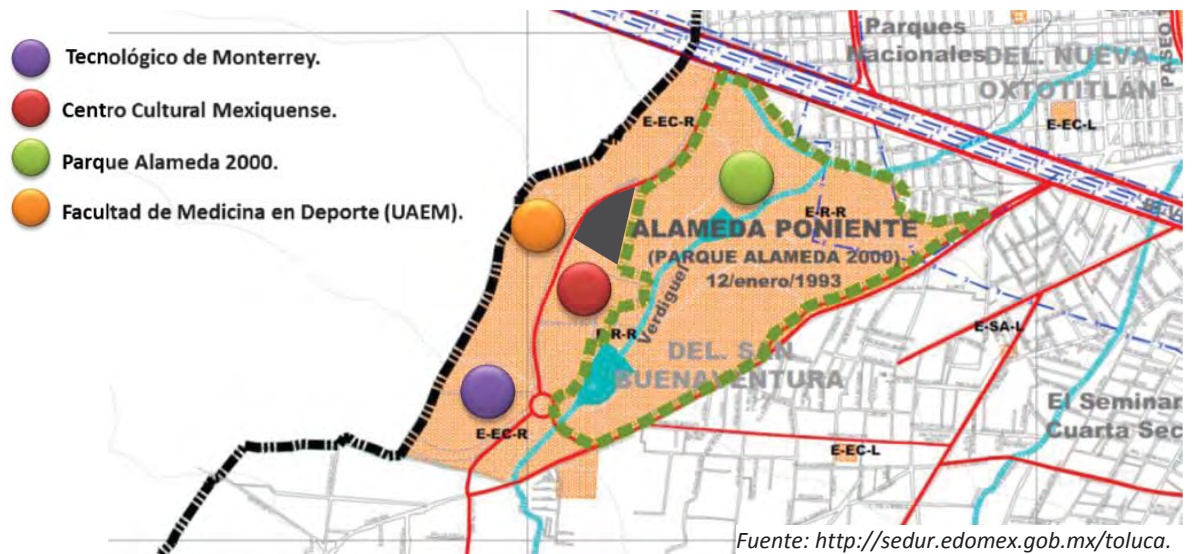 Tecnológico de Monterrey.
Centro Cultural Mexiquense.
Parque Alameda 2000.
Facultad de Medicina en Deporte (UAEM).
Parques
Nacionales
DEL. NUEVA
OXTOTITLAN
PASEO
E-EC-R
E-EC-L
E-R-R
ALAMEDA PONIENTE
(PARQUE ALAMEDA 2000)
12/enero/1993
Verdiguel
R-R
E-SA-L
DEL. SAN
BUENAVENTURA
El Seminar
Cuarta Sec
E-EC-R
E-EC-L
Fuente: http://sedur.edomex.gob.mx/toluca.